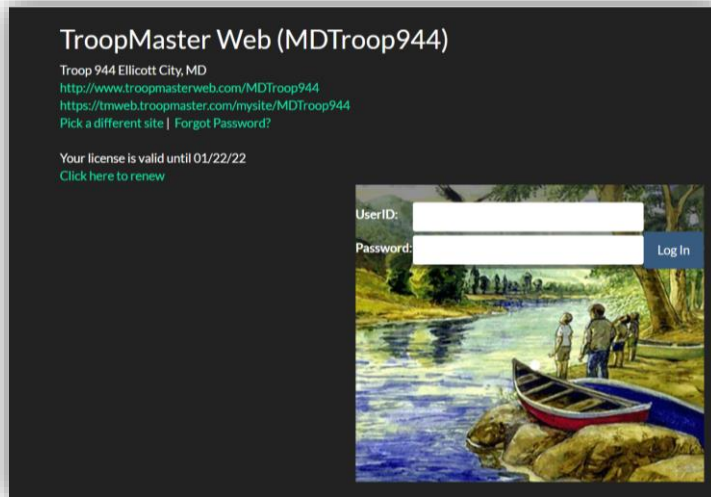 TroopMaster Web (MDTroop944)
Troop 944 Ellicott City, MD
http://www.troopmasterweb.com/MDTroop944
https://tmweb.troopmaster.com/mysite/MDTroop944
Pick a different site | Forgot Password?
Your license is valid until 01/22/22
Click here to renew
UserID:
Password:
Log In